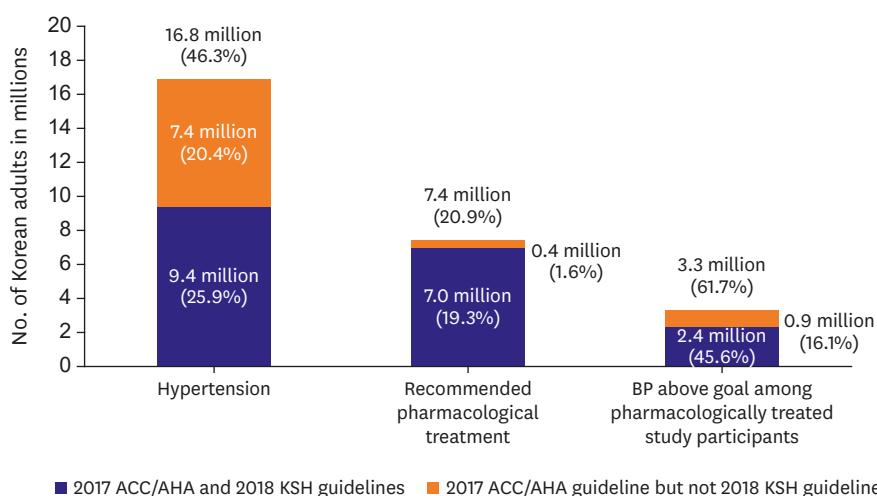 No. of Korean adults in millions
20
18
16
14
12
10
8
6
4
2
0
16.8 million
(46.3%)
7.4 million
(20.4%)
9.4 million
(25.9%)
7.4 million
(20.9%)
0.4 million
(1.6%)
7.0 million
(19.3%)
3.3 million
(61.7%)
0.9 million
(16.1%)
2.4 million
(45.6%)
Hypertension
Recommended
pharmacological
treatment
BP above goal among
pharmacologically treated
study participants
2017 ACC/AHA and 2018 KSH guidelines
2017 ACC/AHA guideline but not 2018 KSH guideline